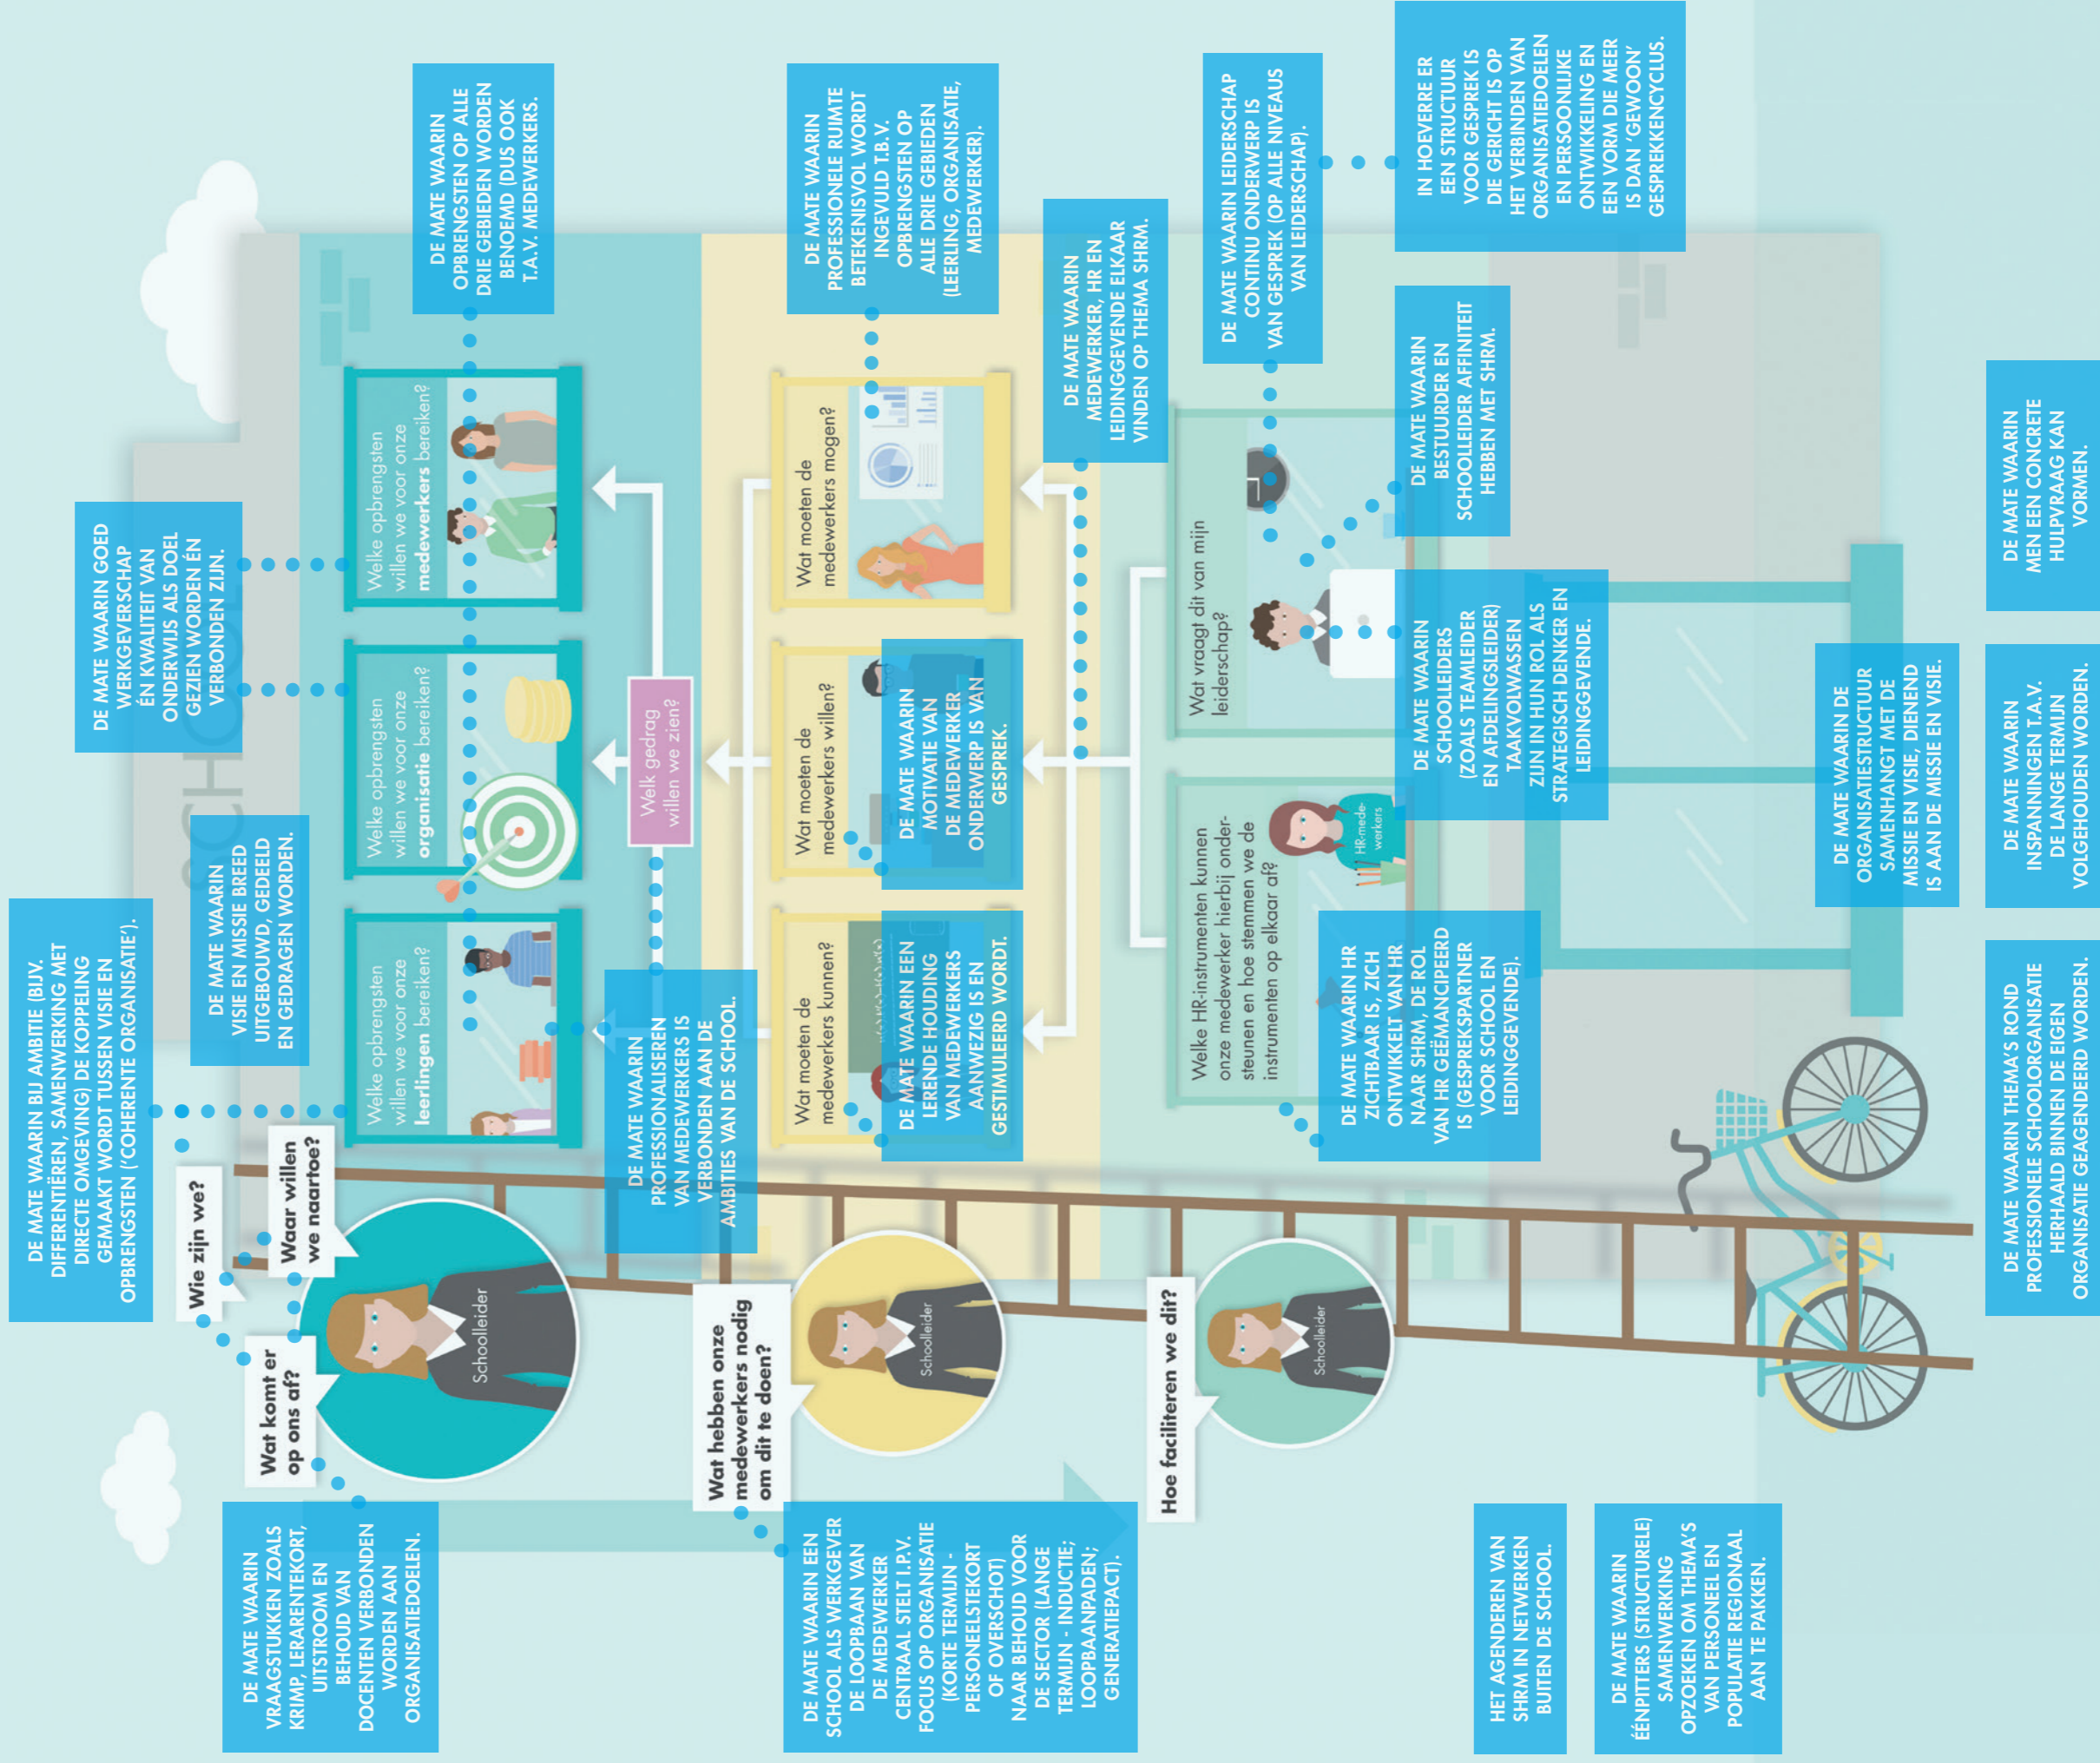 DE MATE WAARIN BIJ AMBITIE (BIJV.
DIFFERENTIËREN, SAMENWERKING MET
DIRECTE OMGEVING) DE KOPPELING
GEMAAKT WORDT TUSSEN VISIE EN
OPBRENGSTEN ('COHERENTE ORGANISATIE').
DE MATE WAARIN
VISIE EN MISSIE BREED
UITGEBOUWD, GEDEELD
EN GEDRAGEN WORDEN.
DE MATE WAARIN GOED
WERKGEVERSCHAP
ÉN KWALITEIT VAN
ONDERWIJS ALS DOEL
GEZIEN WORDEN ÉN
VERBONDEN ZIJN.
SCHOOL
Wie zijn we?
Waar willen
we naartoe?
Wat komt er
op ons af?
Schoolleider
DE MATE WAARIN
VRAAGSTUKEN ZOALS
KRIMP, LERARENTEKORT,
UITSTROOM EN
BEHOUD VAN
DOCENTEN VERBONDEN
WORDEN AAN
ORGANISATIEDOELEN.
Welke opbrengsten
willen we voor onze
leerlingen bereiken?
Welke opbrengsten
willen we voor onze
organisatie bereiken?
Welke opbrengsten
willen we voor onze
medewerkers bereiken?
DE MATE WAARIN
OPBRENGSTEN OP ALLE
DRIE GEBIEDEN WORDEN
BENOEMD (DUS OOK
T.A.V. MEDEWERKERS.
Welk gedrag
willen we zien?
DE MATE WAARIN
PROFESSIONALISEREN
VAN MEDEWERKERS IS
VERBONDEN AAN DE
AMBITIES VAN DE SCHOOL.
Wat hebben onze
medewerkers nodig
om dit te doen?
Schoolleider
DE MATE WAARIN EEN
SCHOOL ALS WERKGEVER
DE LOOPBAAN VAN
DE MEDEWERKER
CENTRAAL STELT I.P.V.
FOCUS OP ORGANISATIE
(KORTE TERMIJN -
PERSONEELSTEKORT
OF OVERSCHOT)
NAAR BEHOUD VOOR
DE SECTOR (LANGE
TERMIJN - INDUCTIE;
LOOPBAANPADEN;
GENERATIEPACT).
Wat moeten de
medewerkers kunnen?
DE MATE WAARIN EEN
LERENDE HOUDING
VAN MEDEWERKERS
AANWEZIG IS EN
GESTIMULEERD WORDT.
Wat moeten de
medewerkers willen?
DE MATE WAARIN
MOTIVATIE VAN
DE MEDEWERKER
ONDERWERP IS VAN
GESPREK.
Wat moeten de
medewerkers mogen?
DE MATE WAARIN
PROFESSIONELE RUIMTE
BETEKENISVOL WORDT
INGEVULD T.B.V.
OPBRENGSTEN OP
ALLE DRIE GEBIEDEN
(LEERLING, ORGANISATIE,
MEDEWERKER).
DE MATE WAARIN
MEDEWERKER, HR EN
LEIDINGGEVENDE ELKAAR
VINDEN OP THEMA SHRM.
Hoe faciliteren we dit?
Schoolleider
Welke HR-instrumenten kunnen
onze medewerker hierbij onder-
steunen en hoe stemmen we de
instrumenten op elkaar af?
HR-mede-
werkers
Wat vraagt dit van mijn
leiderschap?
DE MATE WAARIN LEIDERSCHAP
CONTINU ONDERWERP IS
VAN GESPREK (OP ALLE NIVEAUS
VAN LEIDERSCHAP).
DE MATE WAARIN HR
ZICHTBAAR IS, ZICH
ONTWIKKELT VAN HR
NAAR SHRM, DE ROL
VAN HR GEËMANCIPEERD
IS (GESPREKSPARTNER
VOOR SCHOOL EN
LEIDINGGEVENDE).
DE MATE WAARIN
SCHOOLLEIDERS
(ZOALS TEAMLEIDER
EN AFDELINGSLEIDER)
TAAKVOLWASSEN
ZIJN IN HUN ROL ALS
STRATEGISCH DENKER EN
LEIDINGGEVENDE.
DE MATE WAARIN
BESTUURDER EN
SCHOOLLEIDER AFFINITEIT
HEBBEN MET SHRM.
IN HOEVERRE ER
EEN STRUCTUUR
VOOR GESPREK IS
DIE GERICHT IS OP
HET VERBINDEN VAN
ORGANISATIEDOELEN
EN PERSOONLIJKE
ONTWIKKELING EN
EEN VORM DIE MEER
IS DAN 'GEWOON'
GESPREKKENCYCLUS.
HET AGENDEREN VAN
SHRM IN NETWERKEN
BUITEN DE SCHOOL.
DE MATE WAARIN
ÉÉNPITTERS (STRUCTURELE)
SAMENWERKING
OPZOEKEN OM THEMA'S
VAN PERSONEEL EN
POPULATIE REGIONAAL
AAN TE PAKKEN.
DE MATE WAARIN DE
ORGANISATIESTRUCTUUR
SAMENHANGT MET DE
MISSIE EN VISIE, DIENEND
IS AAN DE MISSIE EN VISIE.
DE MATE WAARIN THEMA'S ROND
PROFESSIONELE SCHOOLORGANISATIE
HERHAALD BINNEN DE EIGEN
ORGANISATIE GEAGENDEERD WORDEN.
DE MATE WAARIN
INSPANNINGEN T.A.V.
DE LANGE TERMIJN
VOLGEHOUDEN WORDEN.
DE MATE WAARIN
MEN EEN CONCRETE
HULPVRAAG KAN
VORMEN.